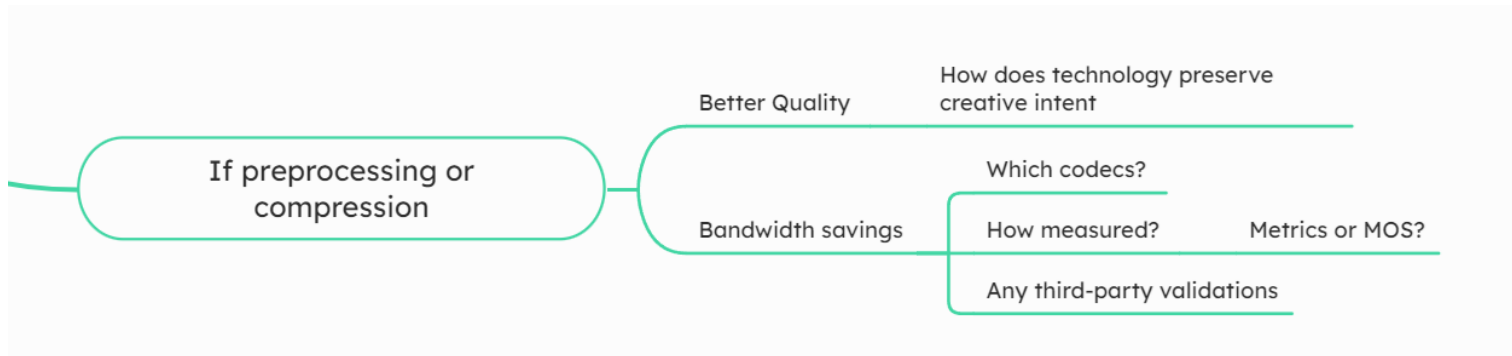 If preprocessing or
compression
Better Quality
How does technology preserve
creative intent
Bandwidth savings
Which codecs?
How measured?
Metrics or MOS?
Any third-party validations